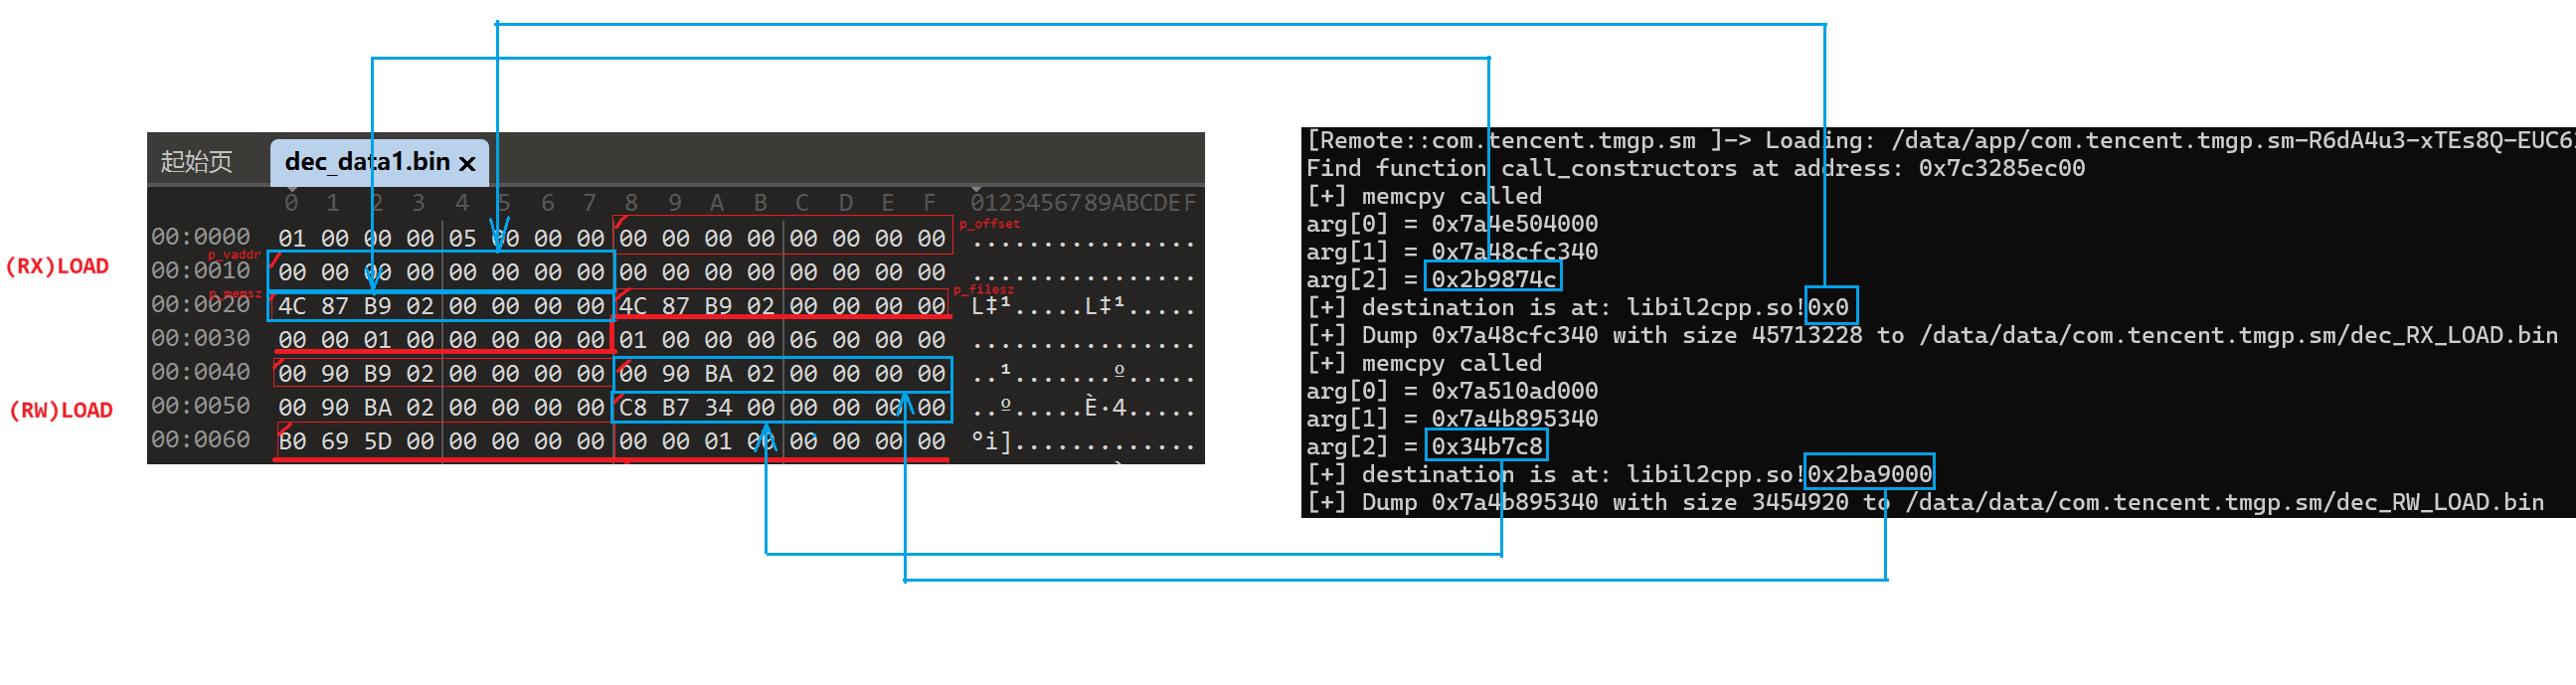 起始页
dec_data1.bin ×
0 1 2 3 4 5 6 7 8 9 A B C D E F 0123456789ABCDEF
00:0000 01 00 00 00 05 00 00 00 00 00 00 00 00 00 00 00 ................
p_offset
(RX)LOAD
p_vaddr
00:0010 00 00 00 00 00 00 00 00 00 00 00 00 00 00 00 00 ................
p_memsz
p_filesz
00:0020 4C 87 B9 02 00 00 00 00 4C 87 B9 02 00 00 00 00 L‡¹.....L‡¹.....
00:0030 00 00 01 00 00 00 00 00 01 00 00 00 06 00 00 00 ................
00:0040 00 90 B9 02 00 00 00 00 00 90 BA 02 00 00 00 00 ..¹.......º.....
(RW)LOAD
00:0050 00 90 BA 02 00 00 00 00 C8 B7 34 00 00 00 00 00 ..º.....È·4.....
00:0060 B0 69 5D 00 00 00 00 00 00 00 01 00 00 00 00 00 °i].............
[Remote::com.tencent.tmgp.sm ]-> Loading: /data/app/com.tencent.tmgp.sm-R6dA4u3-xTEs8Q-EUC6
Find function call_constructors at address: 0x7c3285ec00
[+] memcpy called
arg[0] = 0x7a4e504000
arg[1] = 0x7a48cfc340
arg[2] = 0x2b9874c
[+] destination is at: libil2cpp.so!0x0
[+] Dump 0x7a48cfc340 with size 45713228 to /data/data/com.tencent.tmgp.sm/dec_RX_LOAD.bin
[+] memcpy called
arg[0] = 0x7a510ad000
arg[1] = 0x7a4b895340
arg[2] = 0x34b7c8
[+] destination is at: libil2cpp.so!0x2ba9000
[+] Dump 0x7a4b895340 with size 3454920 to /data/data/com.tencent.tmgp.sm/dec_RW_LOAD.bin